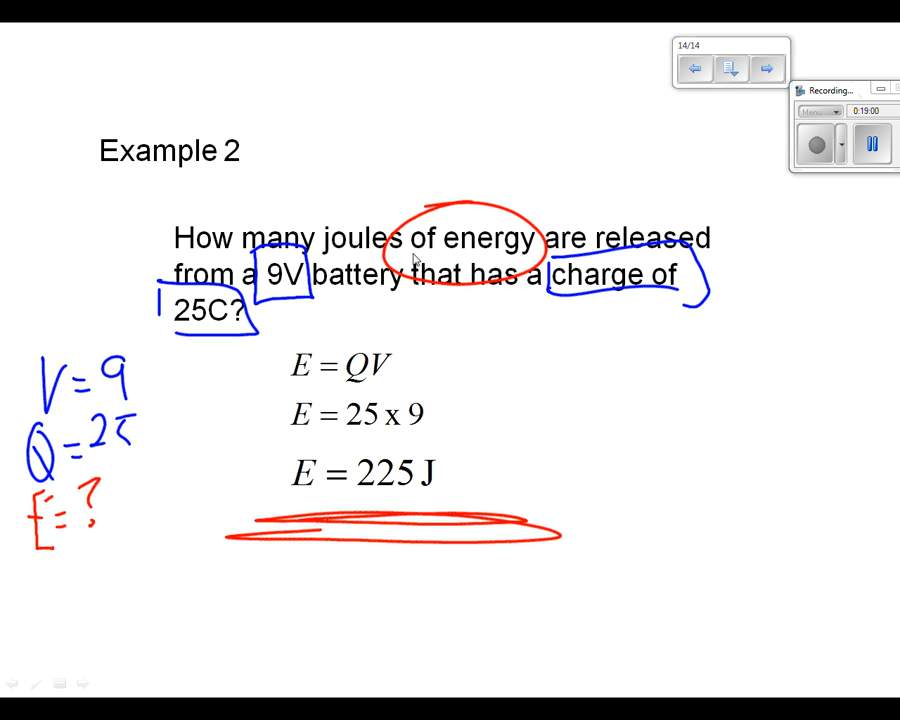 14/14
Recording...
Menu
0:19:00
Example 2
How many joules of energy are released
from a 9V battery that has a charge of
25C?
V = 9
Q = 25
E = ?
E = QV
E = 25 x 9
E = 225 J